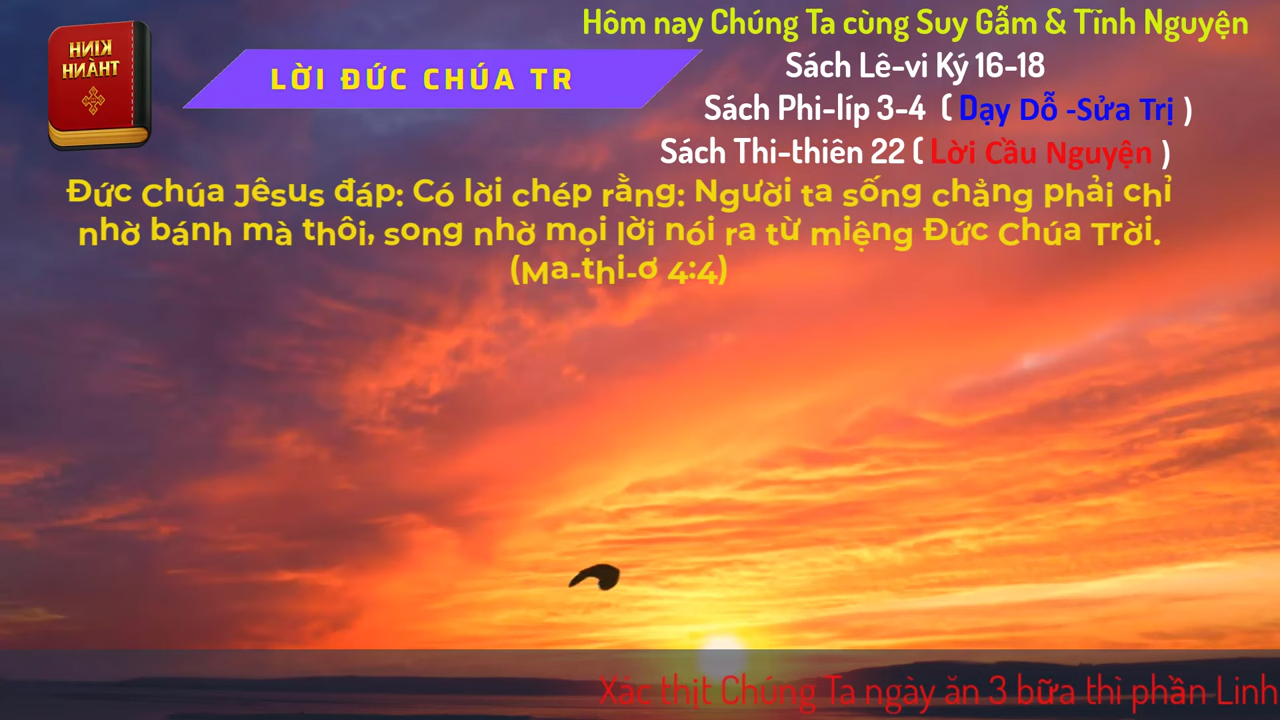 KINH
THÀNH
LỜI ĐỨC CHÚA TR
Hôm nay Chúng Ta cùng Suy Gẫm & Tĩnh Nguyện
Sách Lê-vi Ký 16-18
Sách Phi-líp 3-4 ( Dạy Dỗ -Sửa Trị )
Sách Thi-thiên 22 ( Lời Cầu Nguyện )
Đức Chúa Jêsus đáp: Có lời chép rằng: Người ta sống chẳng phải chỉ
nhờ bánh mà thôi, song nhờ mọi lời nói ra từ miệng Đức Chúa Trời.
(Ma-thi-ơ 4:4)
Xác thịt Chúng Ta ngày ăn 3 bữa thì phần Linh